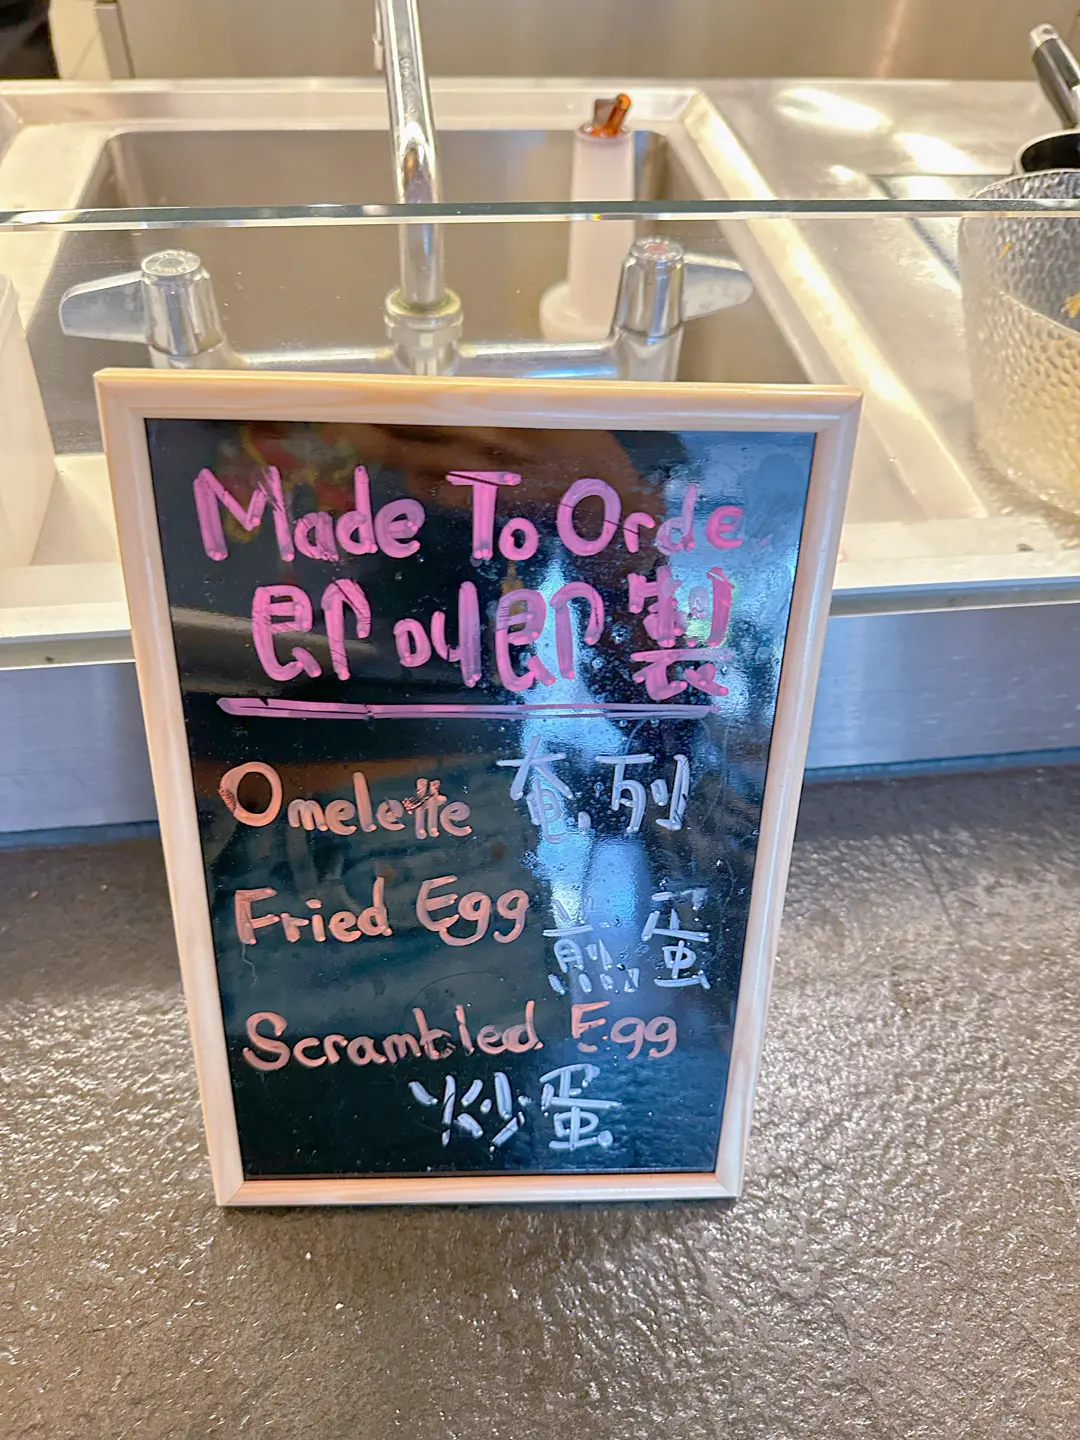 Made To Orde
即叫即製
Omelette 奄列
Fried Egg 煎蛋
Scrambled Egg
炒蛋